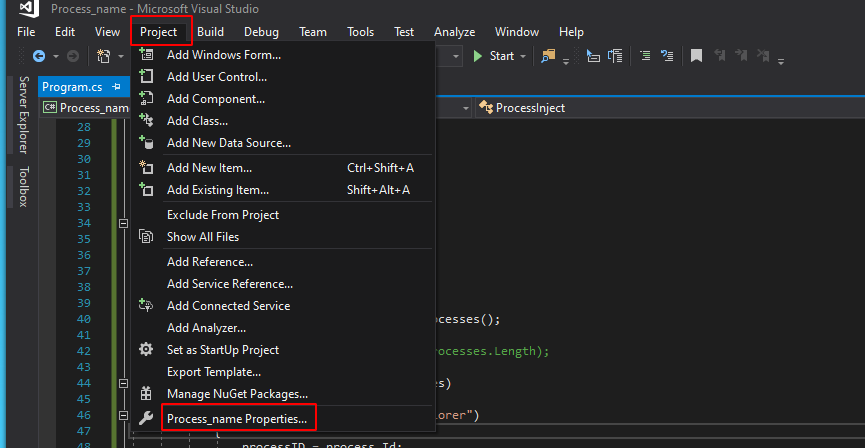 Process_name - Microsoft Visual Studio
File Edit View Project Build Debug Team Tools Test Analyze Window Help
Start
Program.cs
C# Process_nam
ProcessInject
Server Explorer
Toolbox
Add Windows Form...
Add User Control...
Add Component...
Add Class...
Add New Data Source...
Add New Item... Ctrl+Shift+A
Add Existing Item... Shift+Alt+A
Exclude From Project
Show All Files
Add Reference...
Add Service Reference...
Add Connected Service
Add Analyzer...
Set as StartUp Project
Export Template...
Manage NuGet Packages...
Process_name Properties...
28
29
30
31
32
33
34
35
36
37
38
39
40 ocesses();
41
42 rocesses.Length);
43
44 es)
45
46 lorer")
47 {
48 processID = process.Id;